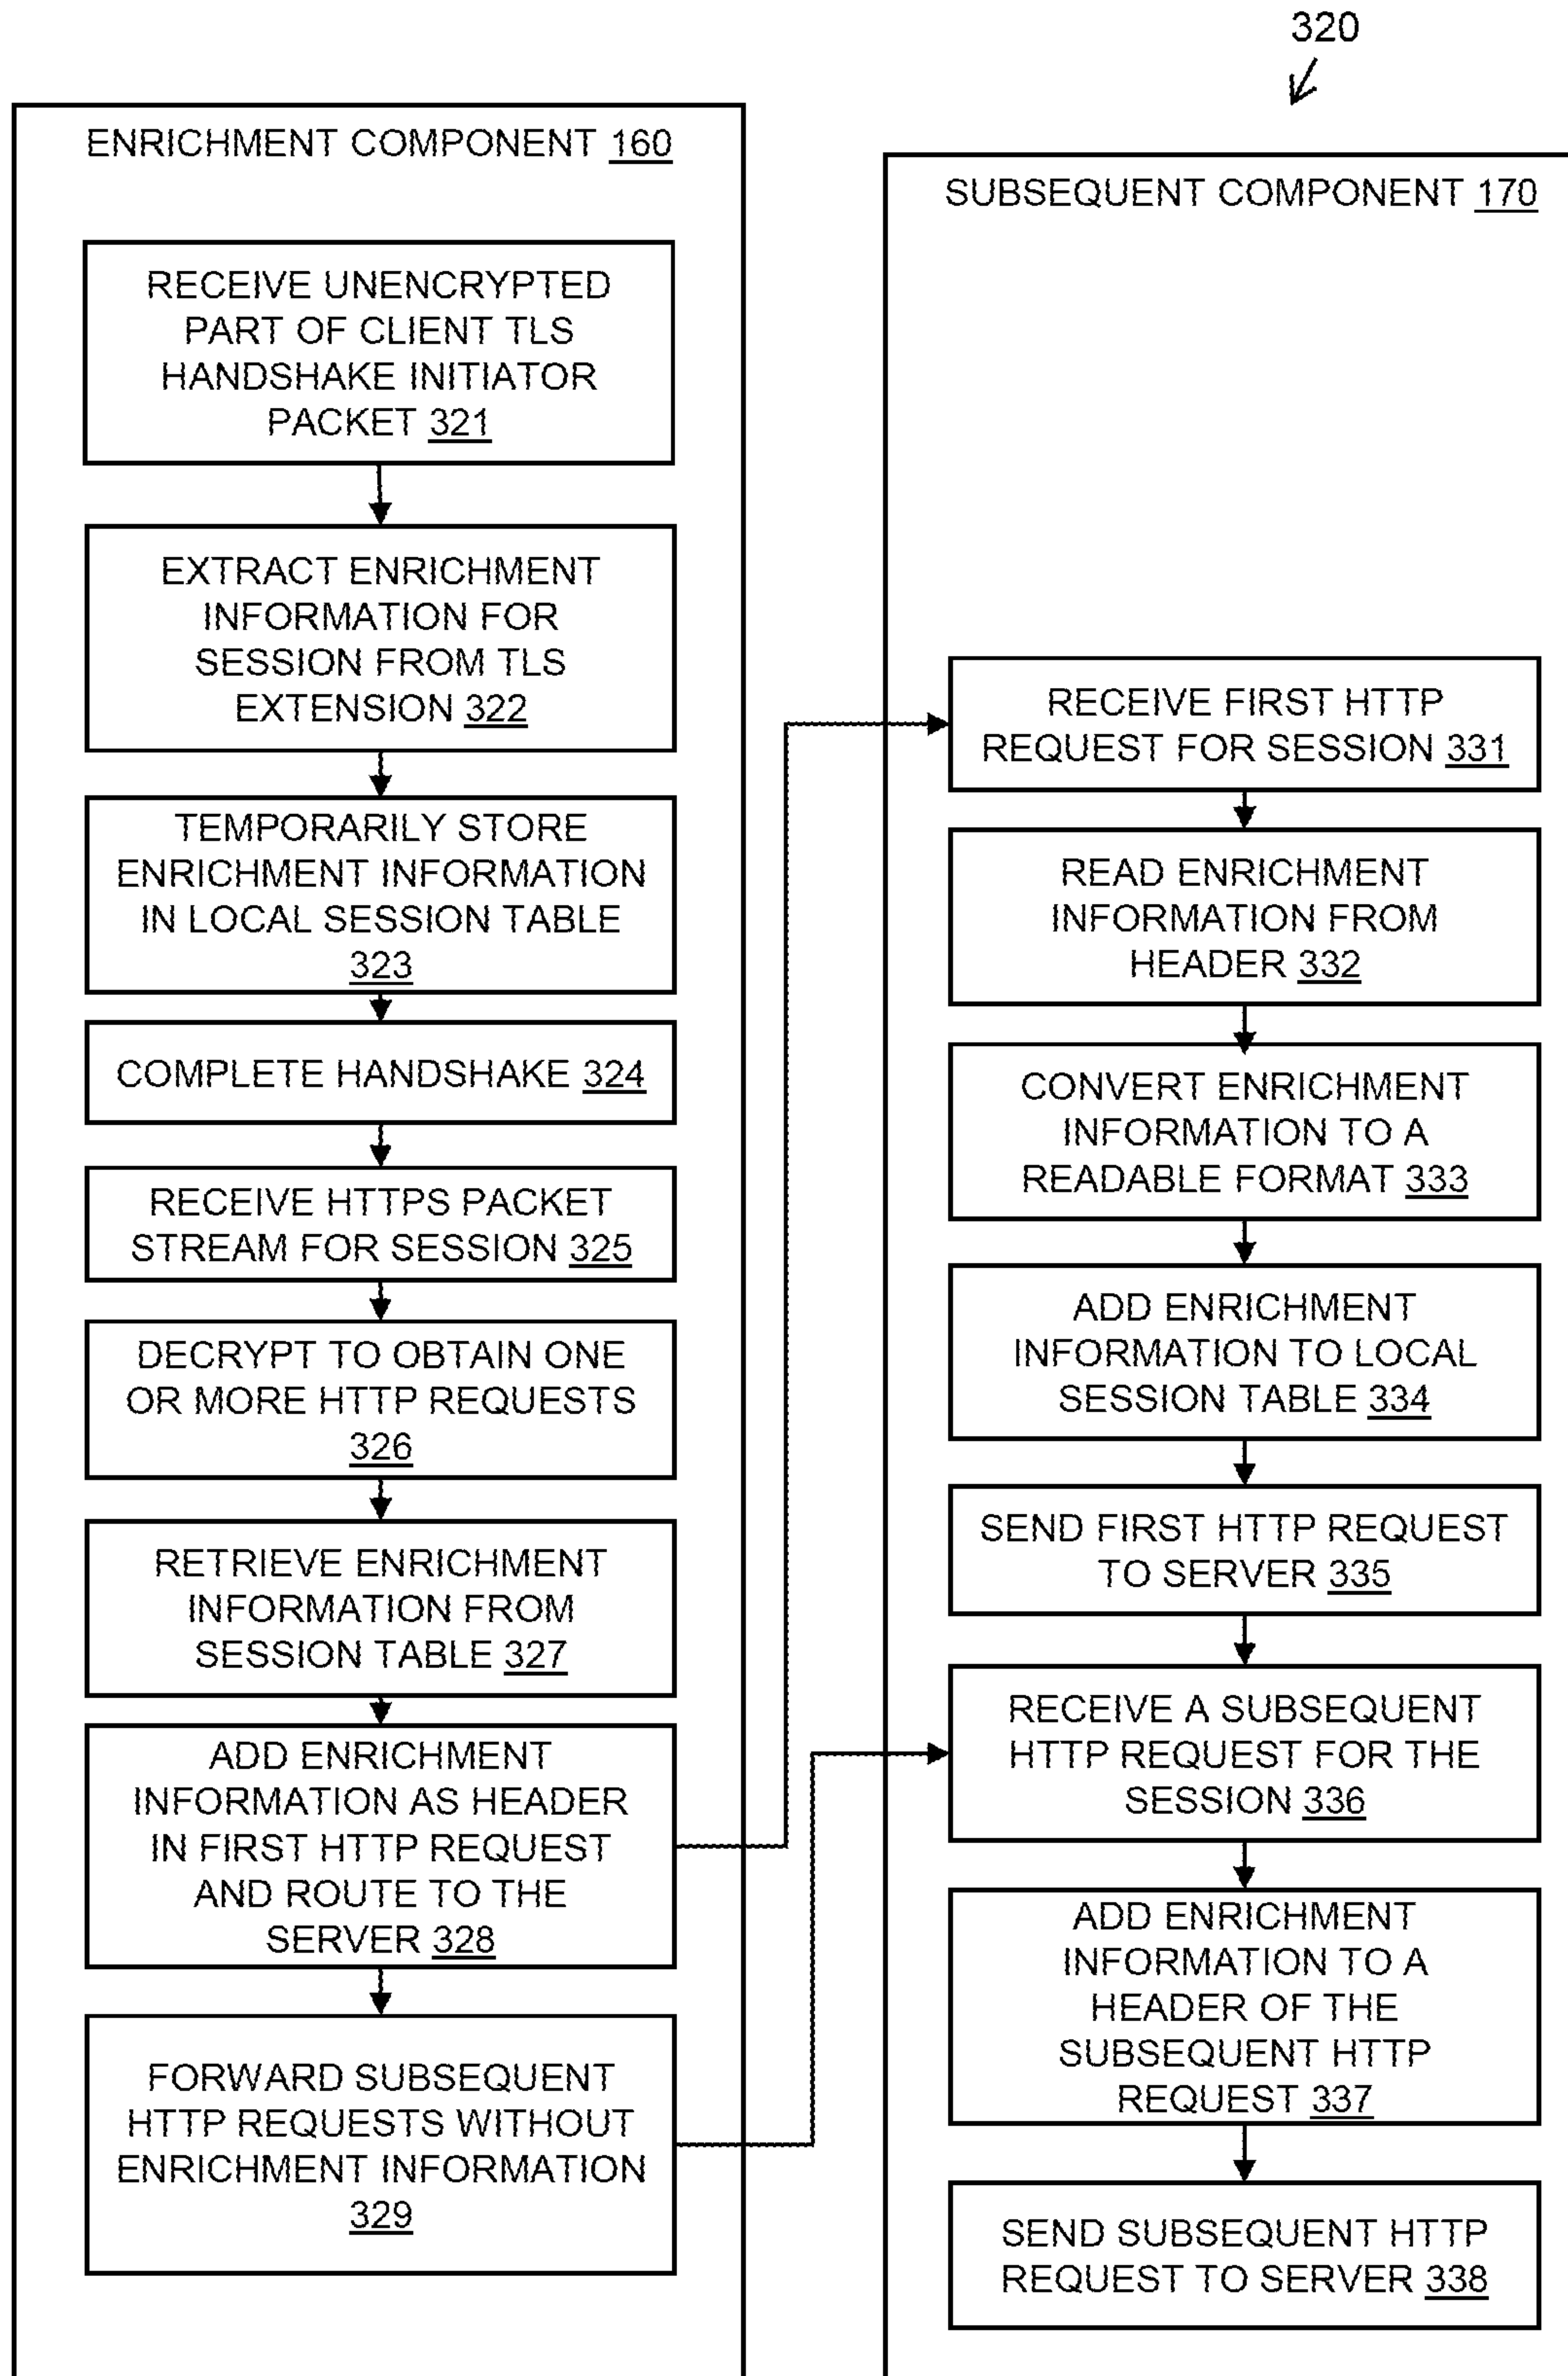 320
ENRICHMENT COMPONENT 160
RECEIVE UNENCRYPTED
PART OF CLIENT TLS
HANDSHAKE INITIATOR
PACKET 321
EXTRACT ENRICHMENT
INFORMATION FOR
SESSION FROM TLS
EXTENSION 322
TEMPORARILY STORE
ENRICHMENT INFORMATION
IN LOCAL SESSION TABLE
323
COMPLETE HANDSHAKE 324
RECEIVE HTTPS PACKET
STREAM FOR SESSION 325
DECRYPT TO OBTAIN ONE
OR MORE HTTP REQUESTS
326
RETRIEVE ENRICHMENT
INFORMATION FROM
SESSION TABLE 327
ADD ENRICHMENT
INFORMATION AS HEADER
IN FIRST HTTP REQUEST
AND ROUTE TO THE
SERVER 328
FORWARD SUBSEQUENT
HTTP REQUESTS WITHOUT
ENRICHMENT INFORMATION
329
SUBSEQUENT COMPONENT 170
RECEIVE FIRST HTTP
REQUEST FOR SESSION 331
READ ENRICHMENT
INFORMATION FROM
HEADER 332
CONVERT ENRICHMENT
INFORMATION TO A
READABLE FORMAT 333
ADD ENRICHMENT
INFORMATION TO LOCAL
SESSION TABLE 334
SEND FIRST HTTP REQUEST
TO SERVER 335
RECEIVE A SUBSEQUENT
HTTP REQUEST FOR THE
SESSION 336
ADD ENRICHMENT
INFORMATION TO A
HEADER OF THE
SUBSEQUENT HTTP
REQUEST 337
SEND SUBSEQUENT HTTP
REQUEST TO SERVER 338